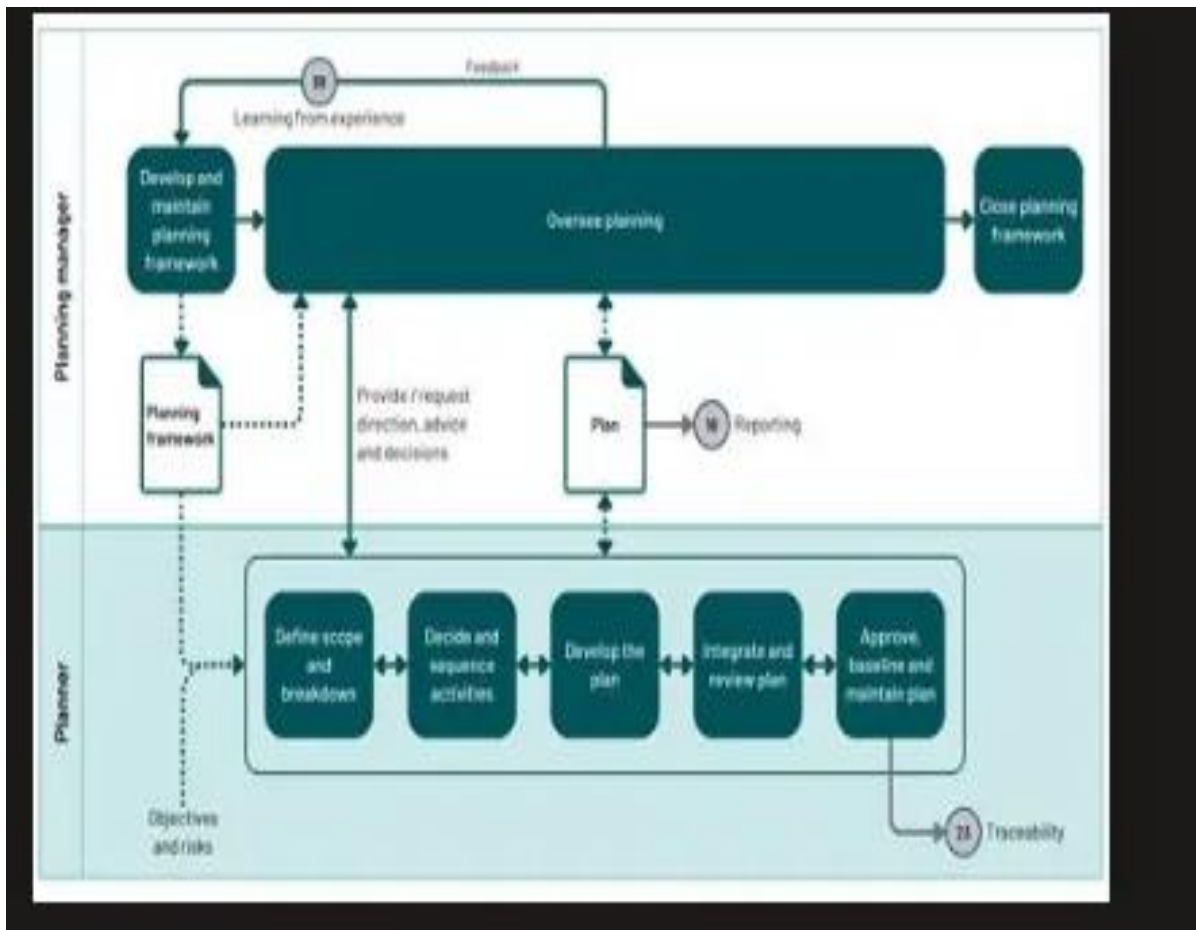 Feedback
Learning from experience
Planning manager
Develop and
maintain
planning
framework
Oversee planning
Close planning
framework
Planning
framework
Provide / request
direction, advice
and decisions
Plan
Reporting
Planner
Define scope
and
breakdown
Decide and
sequence
activities
Develop the
plan
Integrate and
review plan
Approve,
baseline and
maintain plan
Objectives
and risks
Traceability